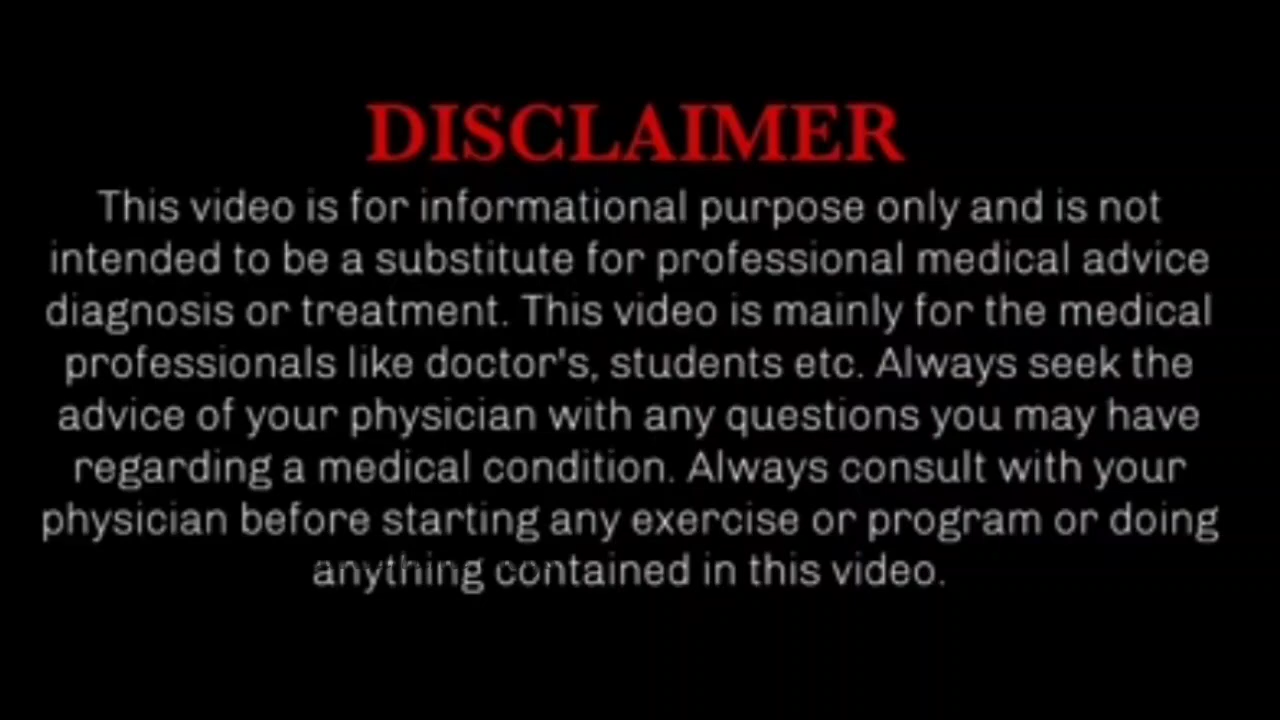 DISCLAIMER
This video is for informational purpose only and is not
intended to be a substitute for professional medical advice
diagnosis or treatment. This video is mainly for the medical
professionals like doctor's, students etc. Always seek the
advice of your physician with any questions you may have
regarding a medical condition. Always consult with your
physician before starting any exercise or program or doing
anything contained in this video.